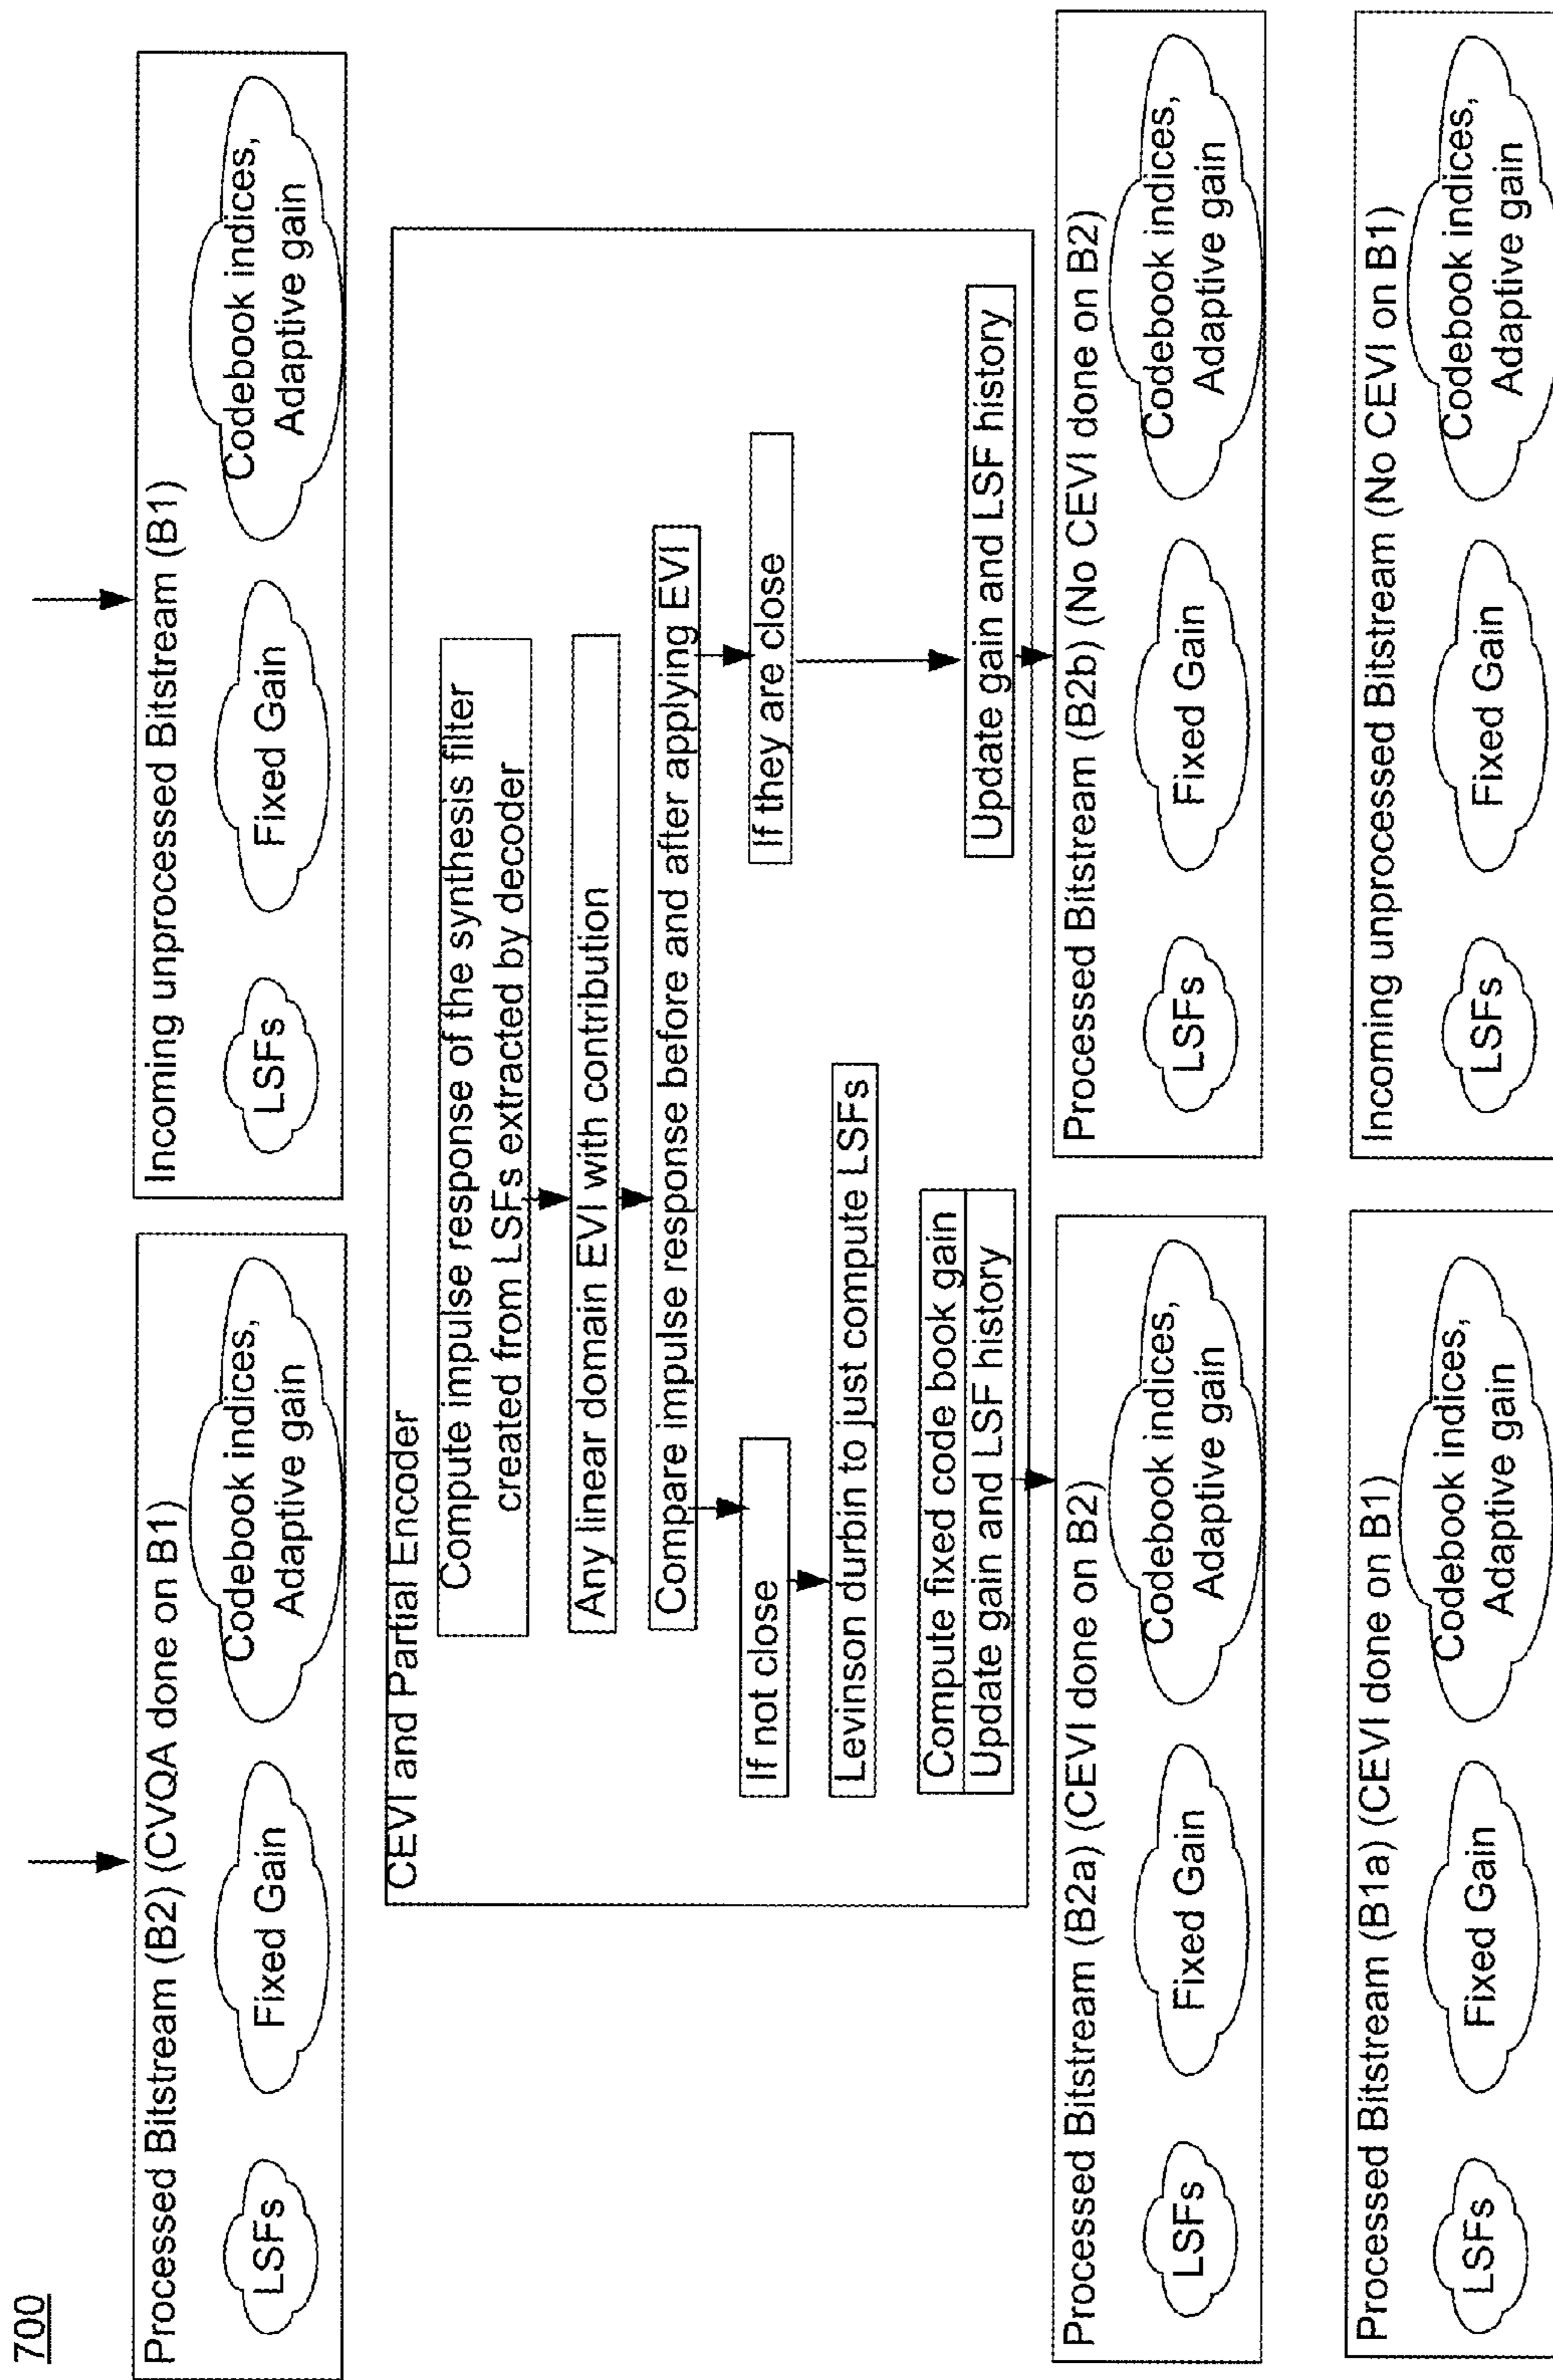 700
Processed Bitstream (B2) (CVQA done on B1)
LSFs
Fixed Gain
Codebook indices,
Adaptive gain
Incoming unprocessed Bitstream (B1)
LSFs
Fixed Gain
Codebook indices,
Adaptive gain
CEVI and Partial Encoder
Compute impulse response of the synthesis filter
created from LSFs extracted by decoder
Any linear domain EVI with contribution
Compare impulse response before and after applying EVI
If not close
If they are close
Levinson durbin to just compute LSFs
Compute fixed code book gain
Update gain and LSF history
Update gain and LSF history
Processed Bitstream (B2a) (CEVI done on B2)
LSFs
Fixed Gain
Codebook indices,
Adaptive gain
Processed Bitstream (B2b) (No CEVI done on B2)
LSFs
Fixed Gain
Codebook indices,
Adaptive gain
Processed Bitstream (B1a) (CEVI done on B1)
LSFs
Fixed Gain
Codebook indices,
Adaptive gain
Incoming unprocessed Bitstream (No CEVI on B1)
LSFs
Fixed Gain
Codebook indices,
Adaptive gain